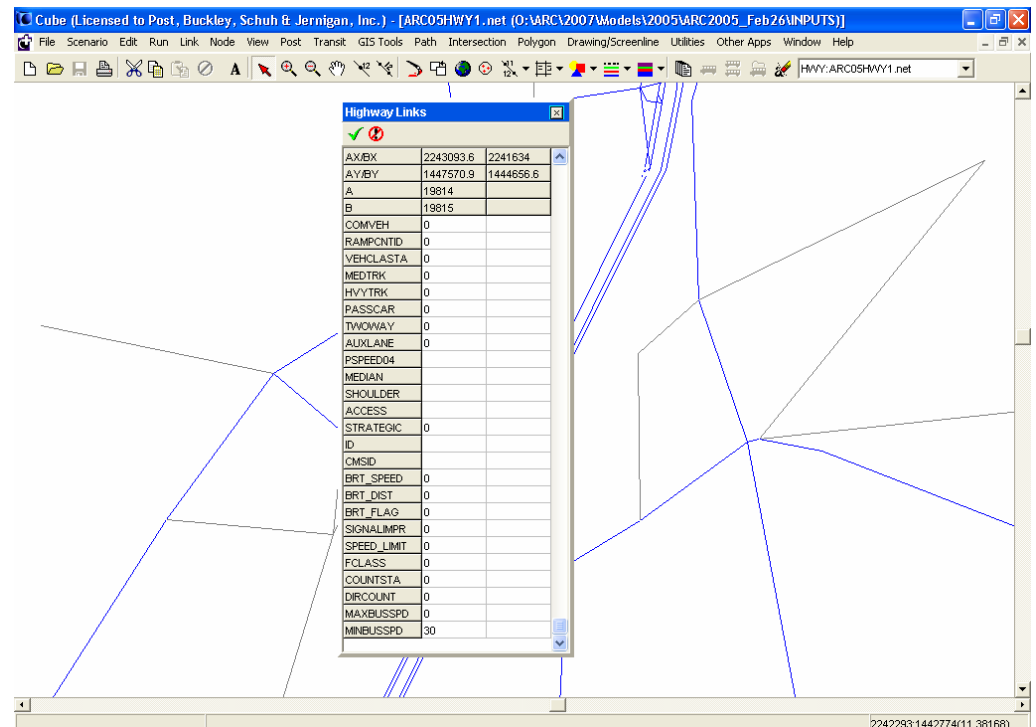 Cube (Licensed to Post, Buckley, Schuh & Jernigan, Inc.) - [ARC05HWY1.net (O:\ARC\2007\Models\2005\ARC2005_Feb26\INPUTS)]
File Scenario Edit Run Link Node View Post Transit GIS Tools Path Intersection Polygon Drawing/Screenline Utilities Other Apps Window Help
A HWY:ARC05HWY1.net
Highway Links
AX/BX 2243093.6 2241634
AY/BY 1447570.9 1444656.6
A 19814
B 19815
COMVEH 0
RAMPCNTID 0
VEHCLASTA 0
MEDTRK 0
HVYTRK 0
PASSCAR 0
TWOWAY 0
AUXLANE 0
PSPEED04
MEDIAN
SHOULDER
ACCESS
STRATEGIC 0
ID
CMSID
BRT_SPEED 0
BRT_DIST 0
BRT_FLAG 0
SIGNALIMPR 0
SPEED_LIMIT 0
FCLASS 0
COUNTSTA 0
DIRCOUNT 0
MAXBUSSPD 0
MINBUSSPD 30
2242293:1442774(11.38168)